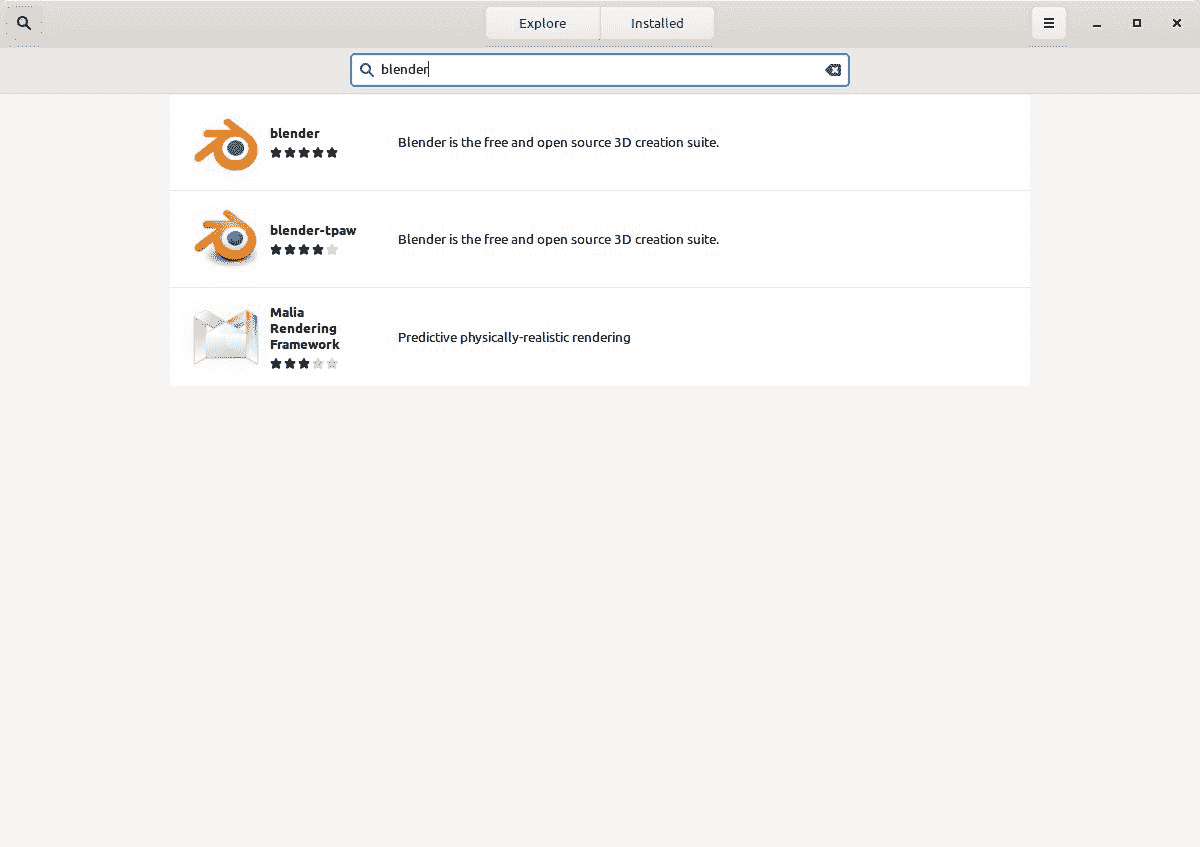 Explore Installed
blender
blender
Blender is the free and open source 3D creation suite.
blender-tpaw
Blender is the free and open source 3D creation suite.
Malia
Rendering
Framework
Predictive physically-realistic rendering